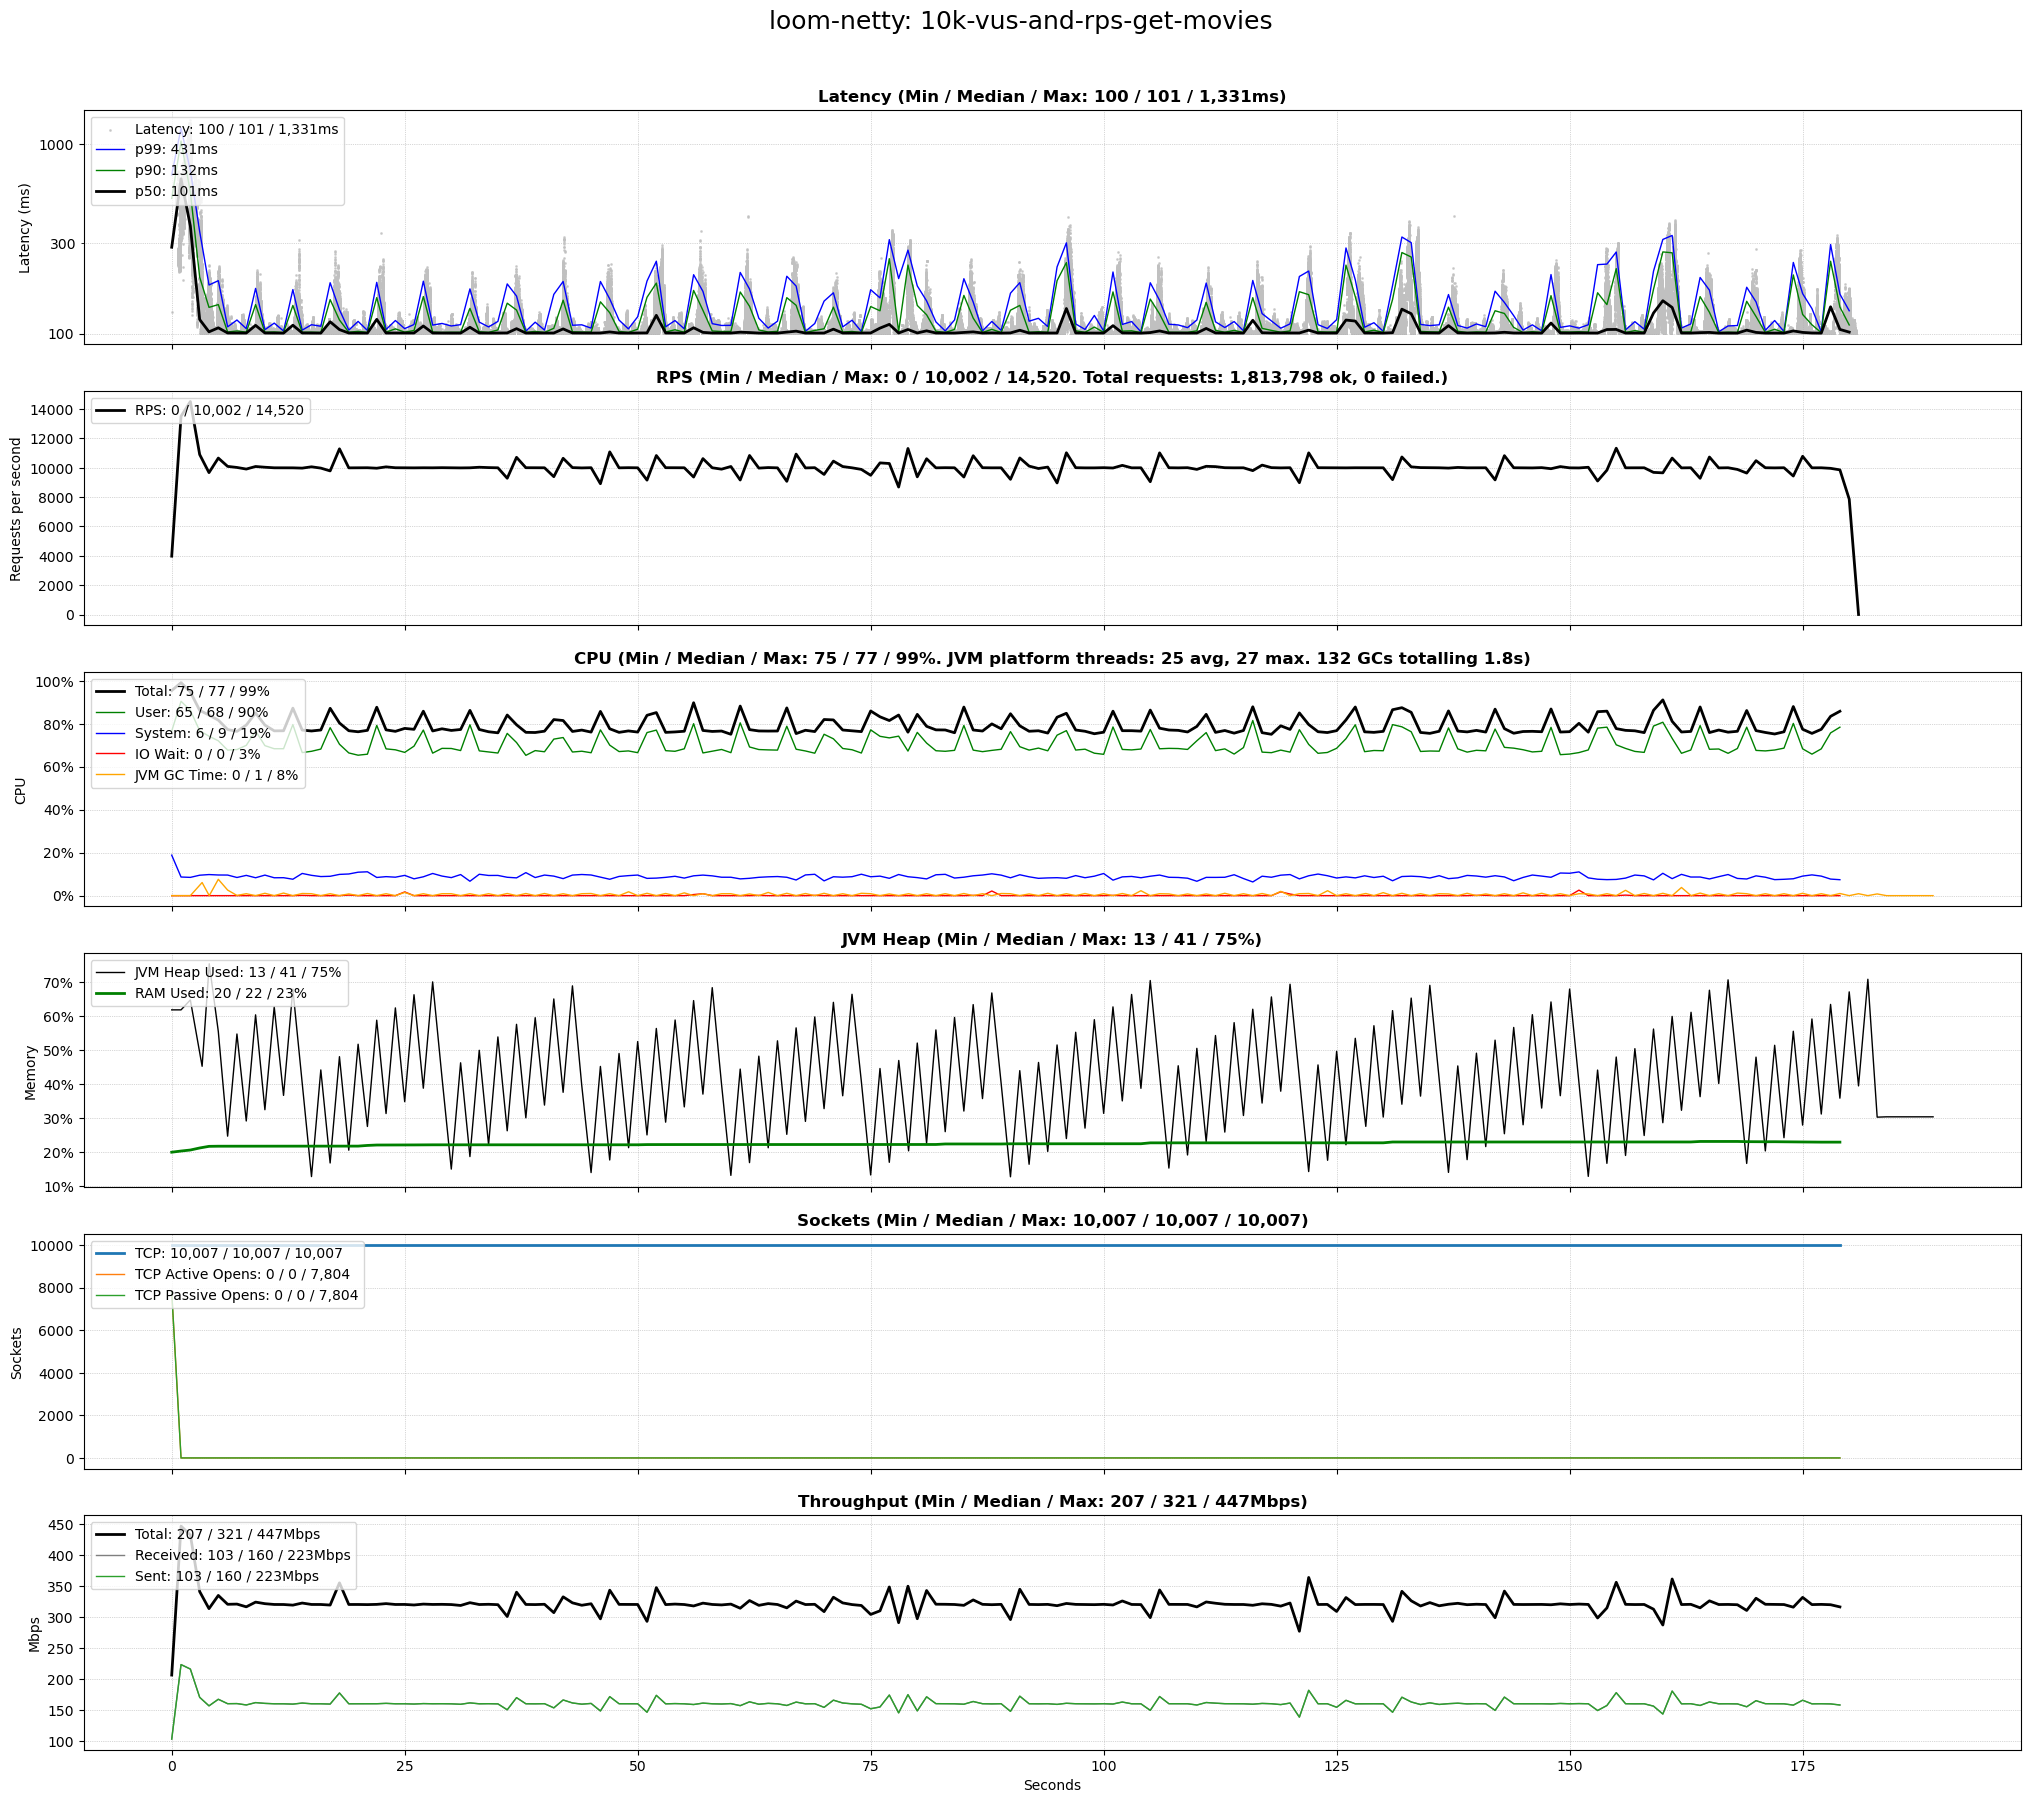 loom-netty: 10k-vus-and-rps-get-movies
Latency (Min / Median / Max: 100 / 101 / 1,331ms)
Latency: 100 / 101 / 1,331ms
p99: 431ms
p90: 132ms
p50: 101ms
Latency (ms)
1000
300
100
RPS (Min / Median / Max: 0 / 10,002 / 14,520. Total requests: 1,813,798 ok, 0 failed.)
RPS: 0 / 10,002 / 14,520
Requests per second
14000
12000
10000
8000
6000
4000
2000
0
CPU (Min / Median / Max: 75 / 77 / 99%. JVM platform threads: 25 avg, 27 max. 132 GCs totalling 1.8s)
Total: 75 / 77 / 99%
User: 65 / 68 / 90%
System: 6 / 9 / 19%
IO Wait: 0 / 0 / 3%
JVM GC Time: 0 / 1 / 8%
CPU
100%
80%
60%
40%
20%
0%
JVM Heap (Min / Median / Max: 13 / 41 / 75%)
JVM Heap Used: 13 / 41 / 75%
RAM Used: 20 / 22 / 23%
Memory
70%
60%
50%
40%
30%
20%
10%
Sockets (Min / Median / Max: 10,007 / 10,007 / 10,007)
TCP: 10,007 / 10,007 / 10,007
TCP Active Opens: 0 / 0 / 7,804
TCP Passive Opens: 0 / 0 / 7,804
Sockets
10000
8000
6000
4000
2000
0
Throughput (Min / Median / Max: 207 / 321 / 447Mbps)
Total: 207 / 321 / 447Mbps
Received: 103 / 160 / 223Mbps
Sent: 103 / 160 / 223Mbps
Mbps
450
400
350
300
250
200
150
100
0 25 50 75 100 125 150 175
Seconds